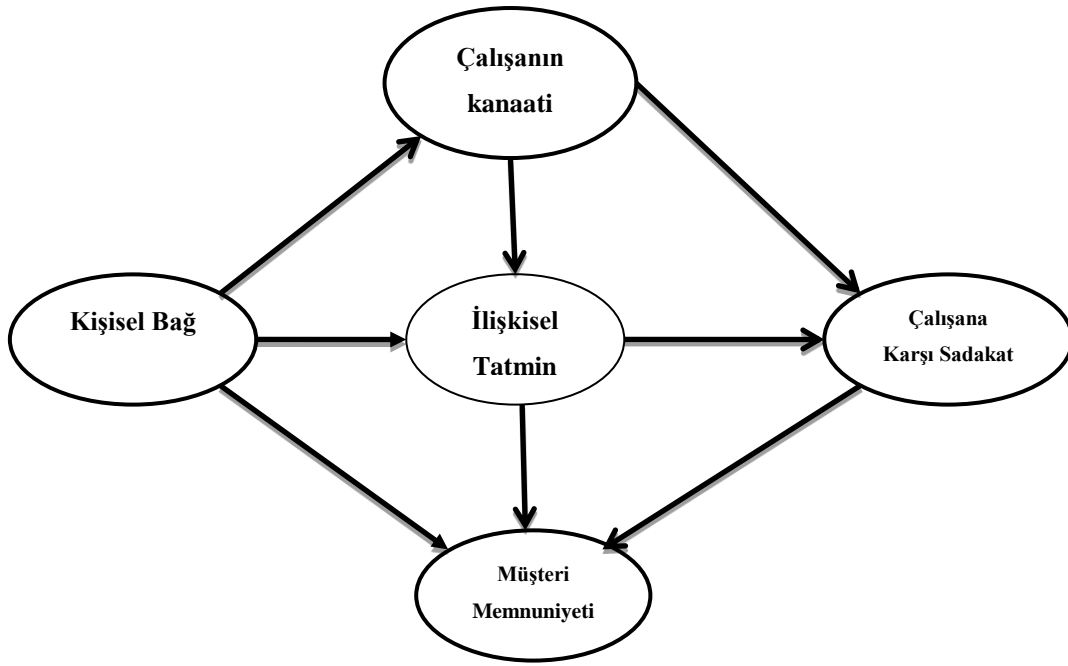 Çalışanın
kanaati
Kişisel Bağ
İlişkisel
Tatmin
Çalışana
Karşı Sadakat
Müşteri
Memnuniyeti